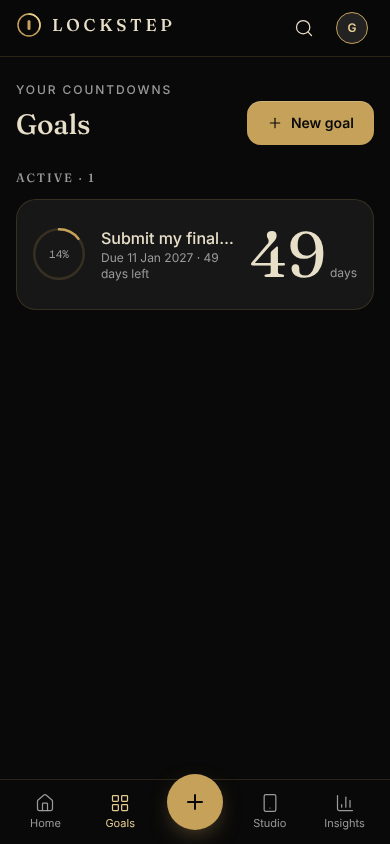 LOCKSTEP
G
YOUR COUNTDOWNS
Goals
+ New goal
ACTIVE · 1
14%
Submit my final...
Due 11 Jan 2027 · 49
days left
49 days
Home
Goals
Studio
Insights